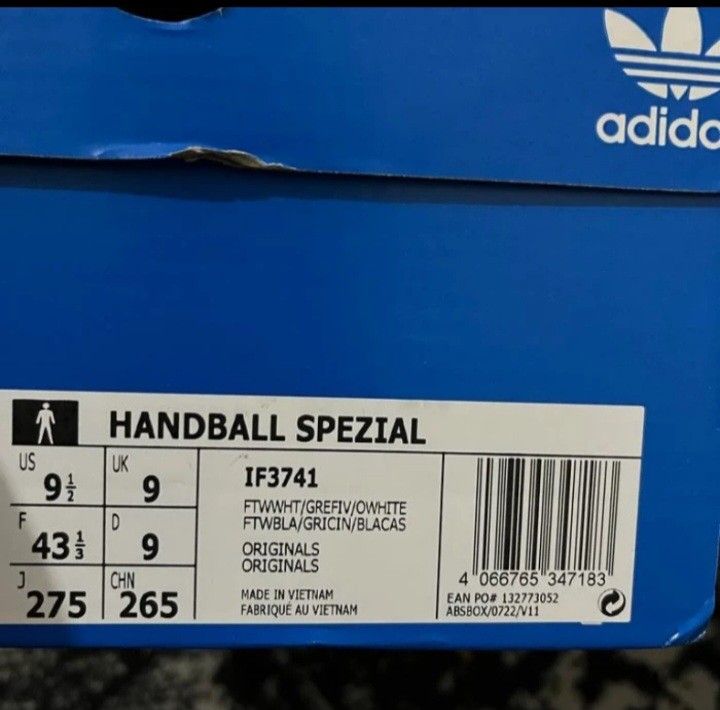 adidas
HANDBALL SPEZIAL
US 9½ UK 9
F 43⅓ D 9
J 275 CHN 265
IF3741
FTWWHT/GREFIV/OWHITE
FTWBLA/GRICIN/BLACAS
ORIGINALS
ORIGINALS
MADE IN VIETNAM
FABRIQUÉ AU VIETNAM
4 066765 347183
EAN PO# 132773052
ABSBOX/0722/V11